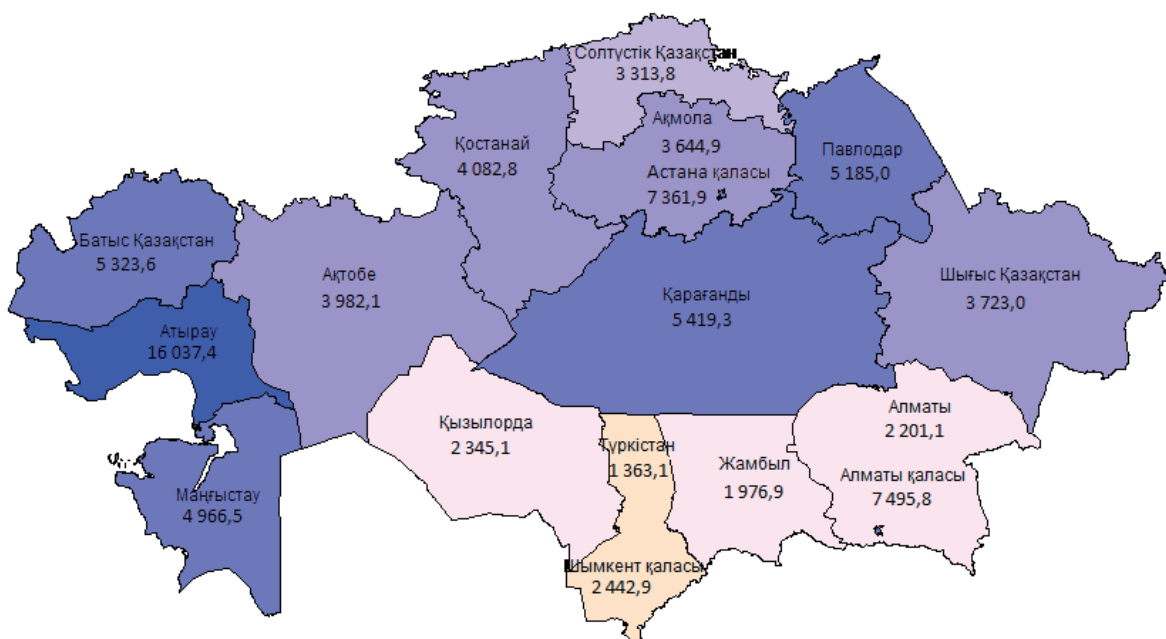 Солтүстік Қазақстан
3 313,8
Ақмола
3 644,9
Астана қаласы
7 361,9
Қостанай
4 082,8
Павлодар
5 185,0
Батыс Қазақстан
5 323,6
Ақтобе
3 982,1
Қарағанды
5 419,3
Шығыс Қазақстан
3 723,0
Атырау
16 037,4
Қызылорда
2 345,1
Түркістан
1 363,1
Жамбыл
1 976,9
Алматы
2 201,1
Алматы қаласы
7 495,8
Маңғыстау
4 966,5
Шымкент қаласы
2 442,9